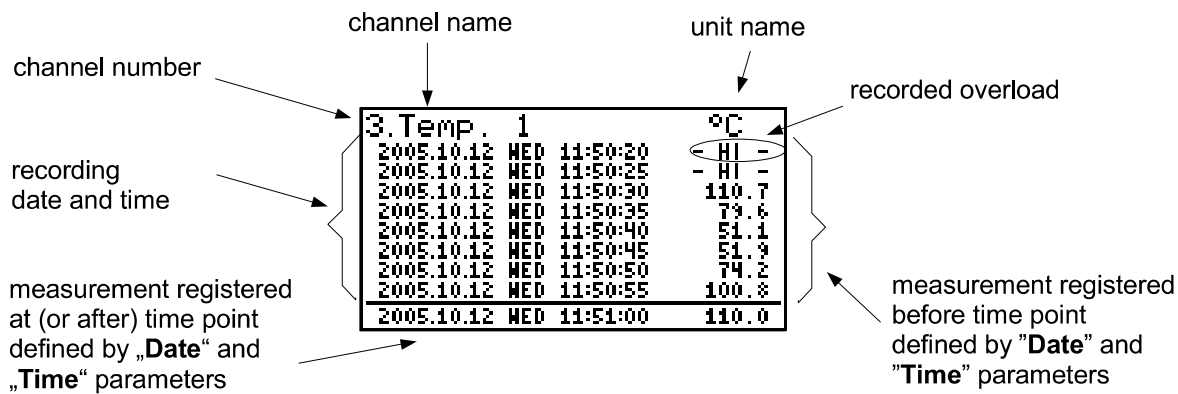 channel name
unit name
channel number
recorded overload
3.Temp. 1 °C
2005.10.12 WED 11:50:20 - HI -
2005.10.12 WED 11:50:25 - HI -
2005.10.12 WED 11:50:30 110.7
2005.10.12 WED 11:50:35 79.6
2005.10.12 WED 11:50:40 51.1
2005.10.12 WED 11:50:45 51.9
2005.10.12 WED 11:50:50 74.2
2005.10.12 WED 11:50:55 100.8
2005.10.12 WED 11:51:00 110.0
recording
date and time
measurement registered
at (or after) time point
defined by „Date“ and
„Time“ parameters
measurement registered
before time point
defined by ”Date” and
”Time” parameters